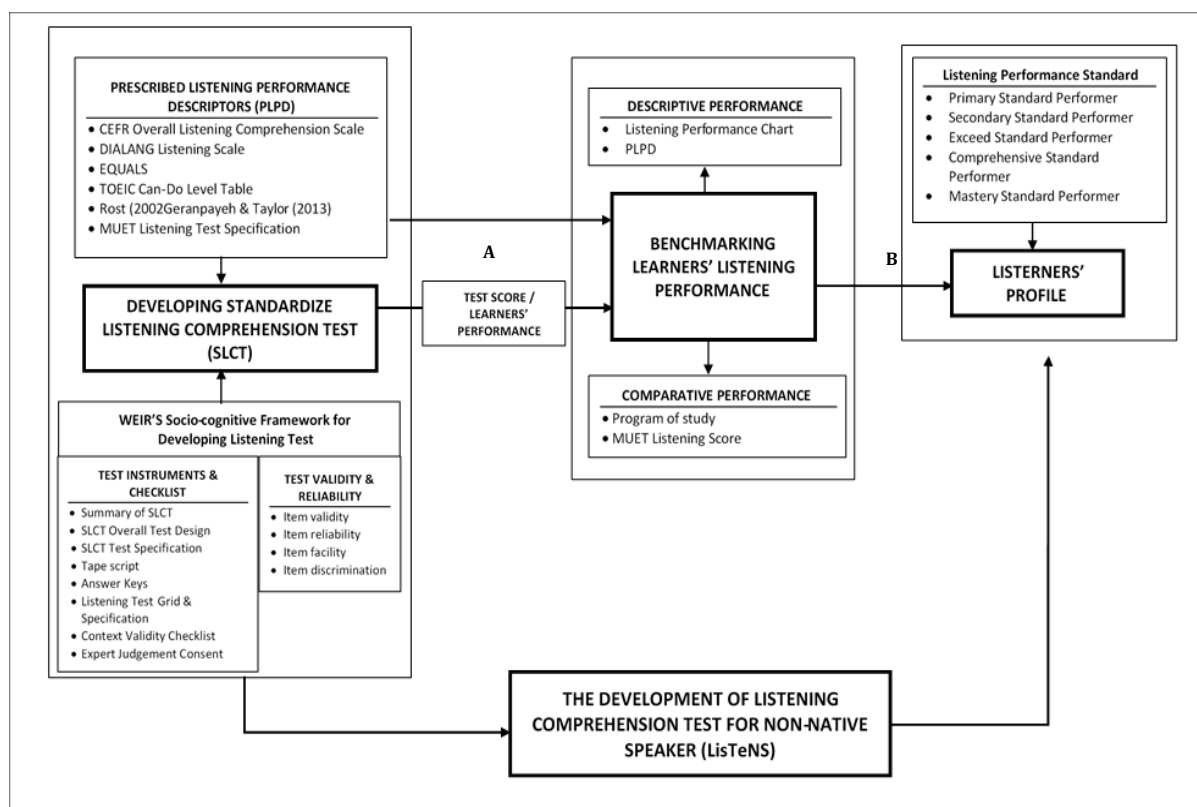 PRESCRIBED LISTENING PERFORMANCE
DESCRIPTORS (PLPD)
• CEFR Overall Listening Comprehension Scale
• DIALANG Listening Scale
• EQUALS
• TOEIC Can-Do Level Table
• Rost (2002Geranpayeh & Taylor (2013)
• MUET Listening Test Specification
DEVELOPING STANDARDIZE
LISTENING COMPREHENSION TEST
(SLCT)
WEIR'S Socio-cognitive Framework for
Developing Listening Test
TEST INSTRUMENTS &
CHECKLIST
• Summary of SLCT
• SLCT Overall Test Design
• SLCT Test Specification
• Tape script
• Answer Keys
• Listening Test Grid &
Specification
• Context Validity Checklist
• Expert Judgement Consent
TEST VALIDITY &
RELIABILITY
• Item validity
• Item reliability
• Item facility
• Item discrimination
A
TEST SCORE /
LEARNERS'
PERFORMANCE
DESCRIPTIVE PERFORMANCE
• Listening Performance Chart
• PLPD
BENCHMARKING
LEARNERS' LISTENING
PERFORMANCE
COMPARATIVE PERFORMANCE
• Program of study
• MUET Listening Score
B
Listening Performance Standard
• Primary Standard Performer
• Secondary Standard Performer
• Exceed Standard Performer
• Comprehensive Standard
Performer
• Mastery Standard Performer
LISTERNERS'
PROFILE
THE DEVELOPMENT OF LISTENING
COMPREHENSION TEST FOR NON-NATIVE
SPEAKER (LisTeNS)